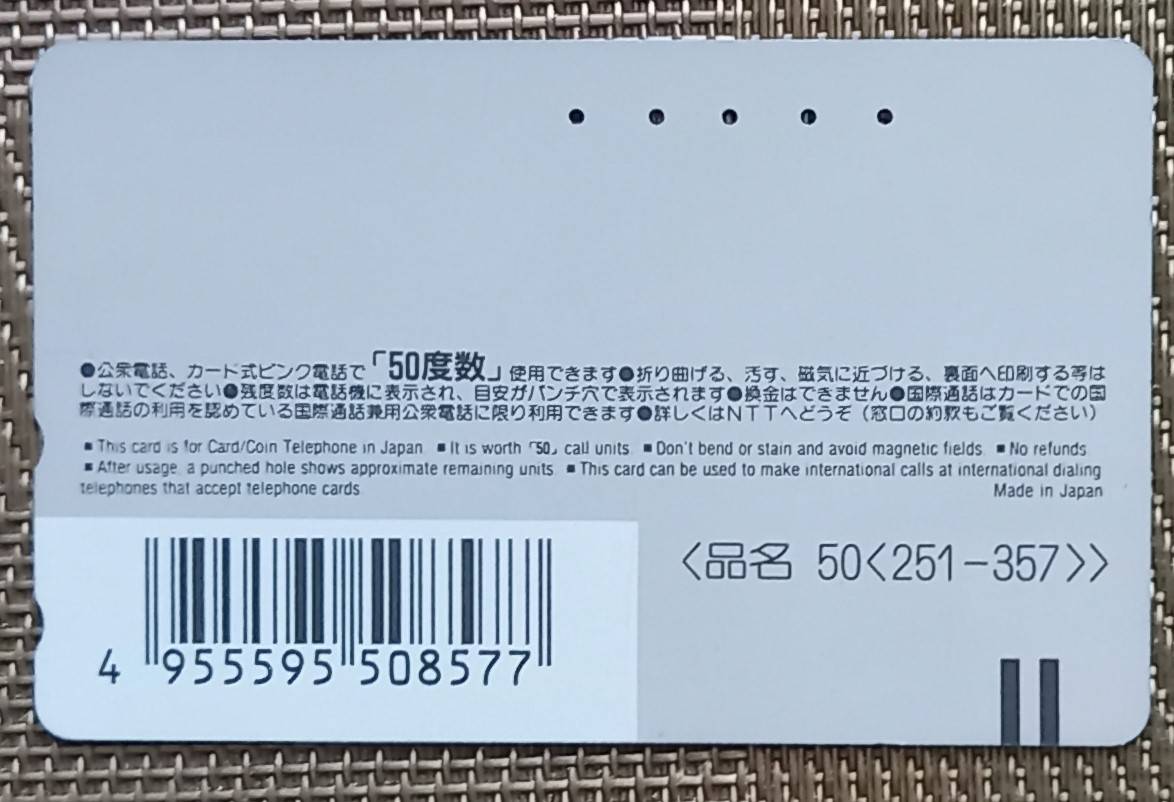 ●公衆電話、カード式ピンク電話で「50度数」使用できます●折り曲げる、汚す、磁気に近づける、裏面へ印刷する等は
しないでください●残度数は電話機に表示され、目安がパンチ穴で表示されます●換金はできません●国際通話はカードでの国
際通話の利用を認めている国際通話兼用公衆電話に限り利用できます●詳しくはNTTへどうぞ（窓口の約款もご覧ください）
■This card is for Card/Coin Telephone in Japan ■It is worth「50」call units ■Don't bend or stain and avoid magnetic fields. ■No refunds
■After usage, a punched hole shows approximate remaining units ■This card can be used to make international calls at international dialing
telephones that accept telephone cards
Made in Japan
〈品名 50〈251-357〉〉
4 955595 508577